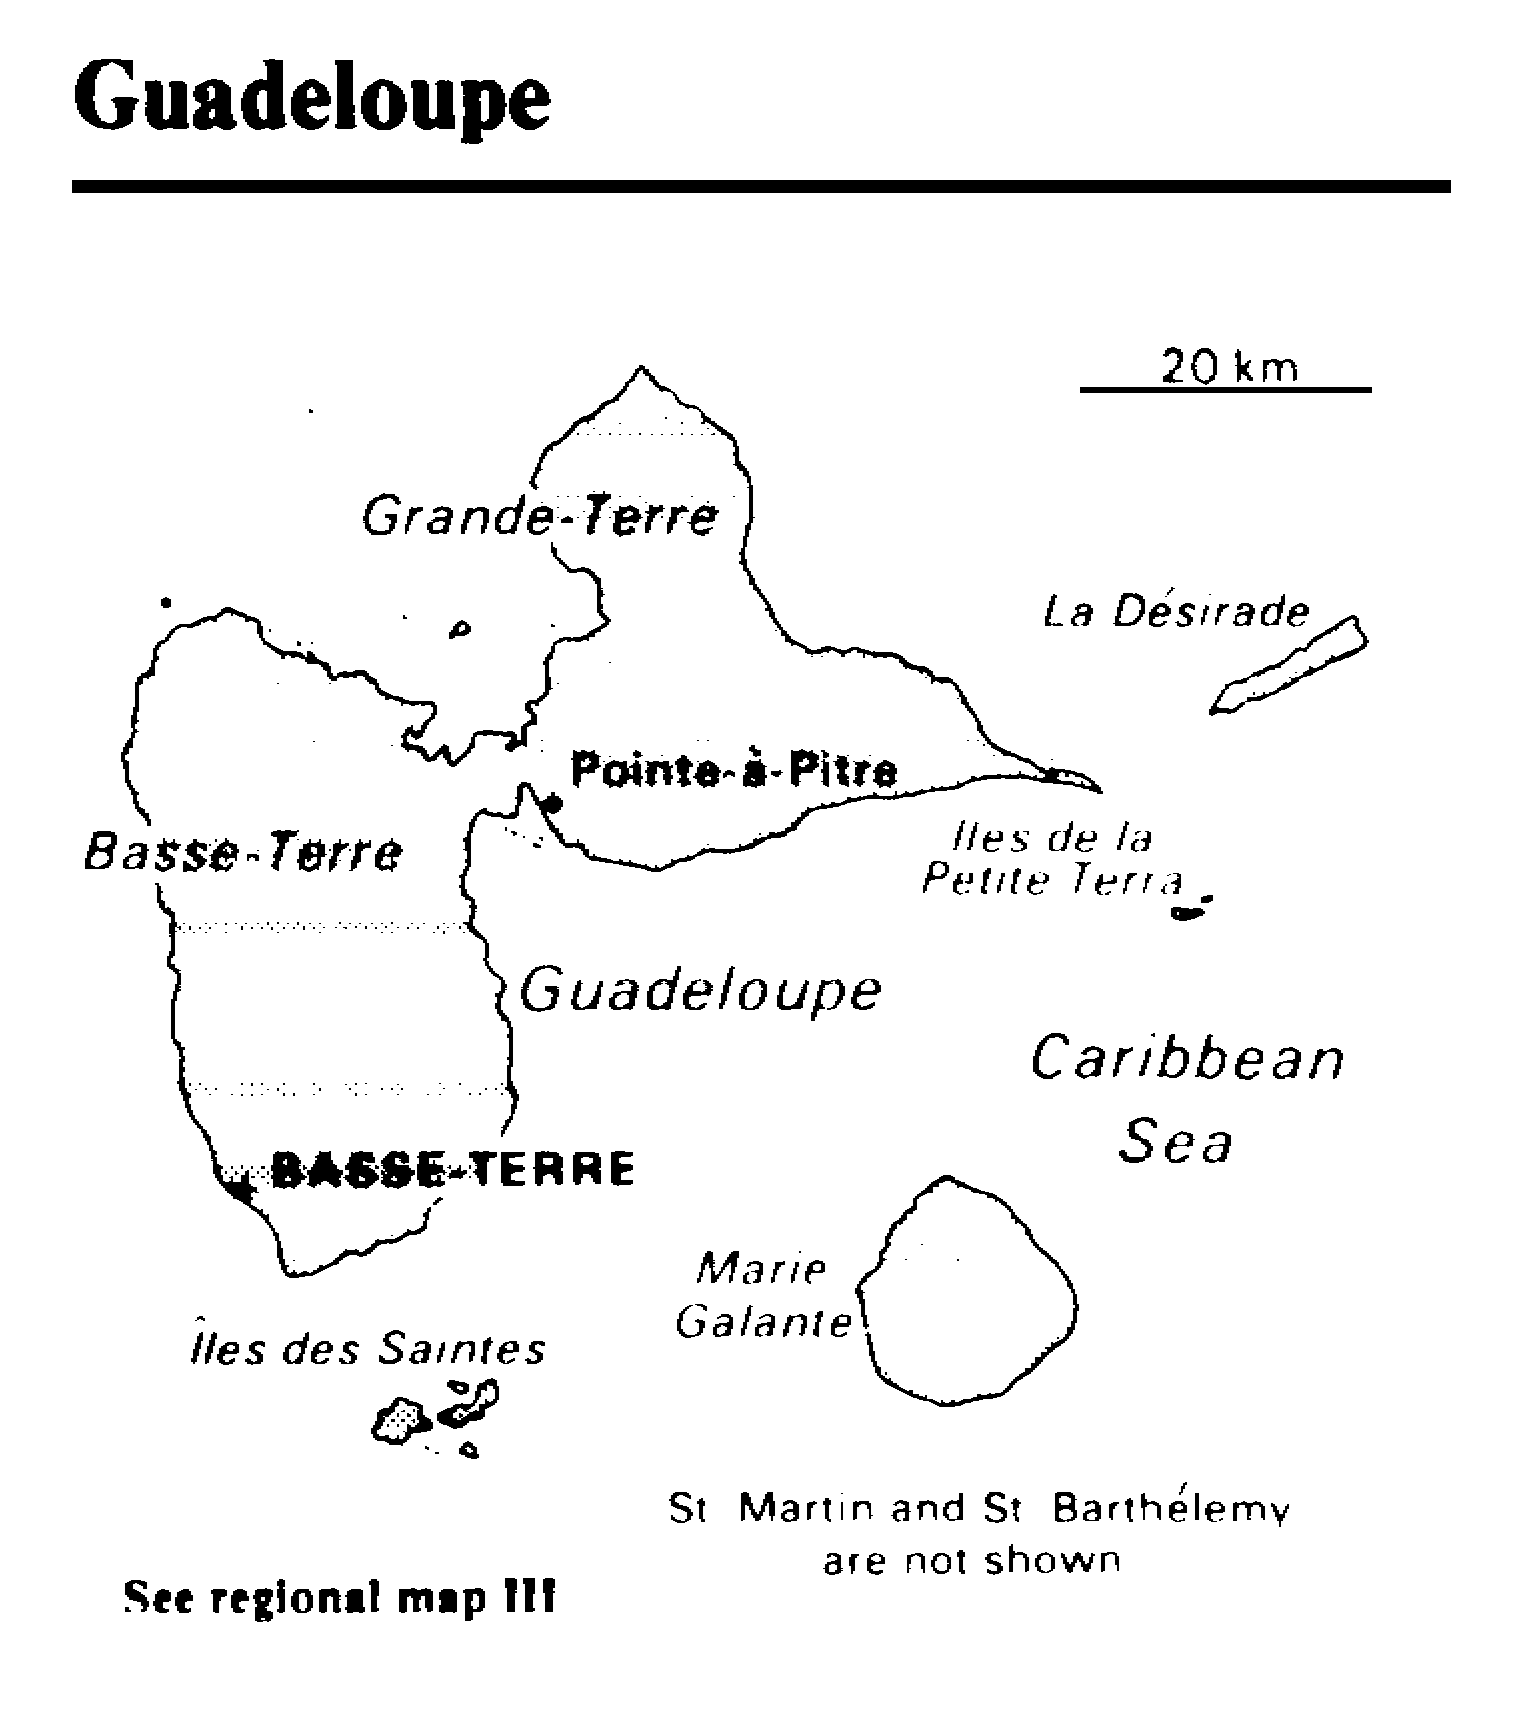 Guadeloupe
20 km
Grande-Terre
La Désirade
Pointe-à-Pitre
Iles de la
Petite Terra
Basse-Terre
Guadeloupe
Caribbean
Sea
BASSE-TERRE
Marie
Galante
Îles des Saintes
St Martin and St Barthélemy
are not shown
See regional map III